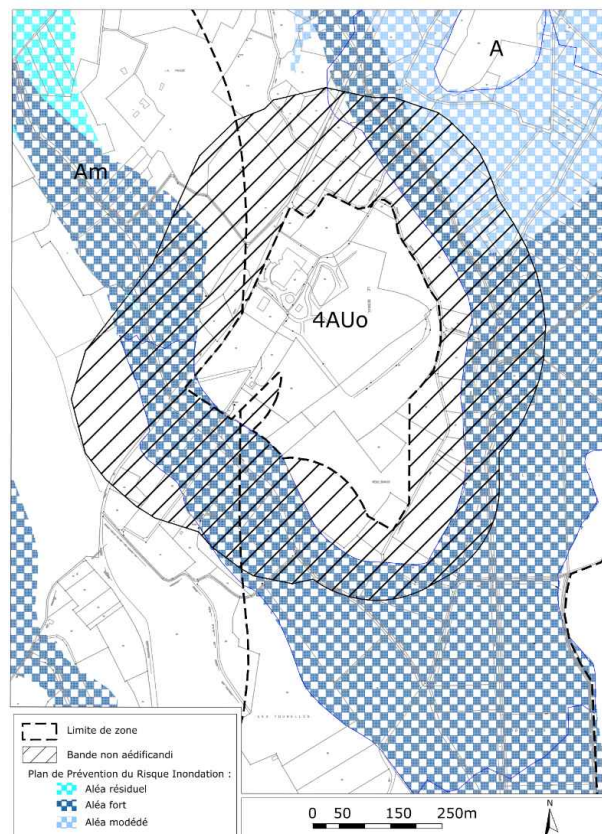 A
Am
4AUo
Limite de zone
Bande non aédificandi
Plan de Prévention du Risque Inondation :
Aléa résiduel
Aléa fort
Aléa modédé
0 50 150 250m
N